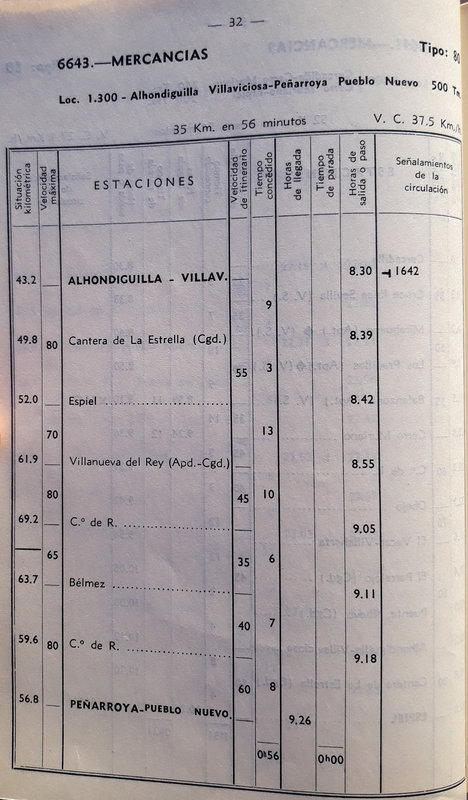 — 32 —
6643.—MERCANCIAS
Tipo: 80
Loc. 1.300 - Alhondiguilla Villaviciosa-Peñarroya Pueblo Nuevo 500 Tm.
35 Km. en 56 minutos V. C. 37.5 Km./h
Situación kilométrica
Velocidad máxima
ESTACIONES
Velocidad de itinerario
Tiempo concedido
Horas de llegada
Tiempo de parada
Horas de salida o paso
Señalamientos de la circulación
43.2 ALHONDIGUILLA - VILLAV. 8.30 1642
9
49.8 80 Cantera de La Estrella (Cgd.) 8.39
55 3
52.0 Espiel 8.42
70 13
61.9 Villanueva del Rey (Apd.-Cgd.) 8.55
80 45 10
69.2 C.º de R. 9.05
65 35 6
63.7 Bélmez 9.11
40 7
59.6 80 C.º de R. 9.18
60 8
56.8 PEÑARROYA-PUEBLO NUEVO. 9.26
0h56 0h00